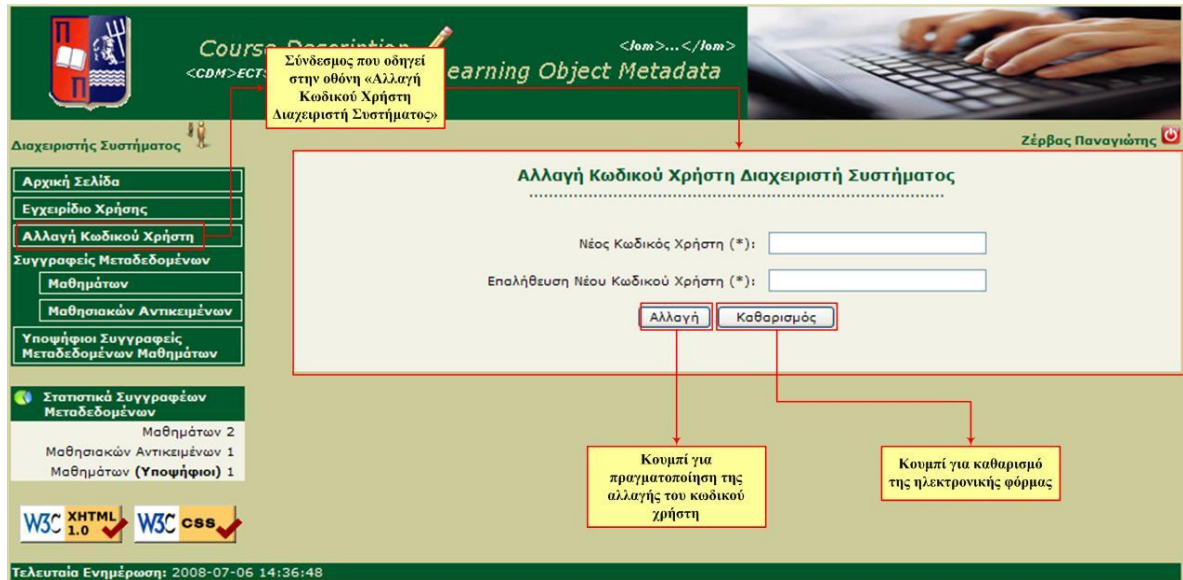 Course Description
<CDM>ECTS
<lom>...</lom>
earning Object Metadata
Σύνδεσμος που οδηγεί
στην οθόνη «Αλλαγή
Κωδικού Χρήστη
Διαχειριστή Συστήματος»
Διαχειριστής Συστήματος
Ζέρβας Παναγιώτης
Αρχική Σελίδα
Εγχειρίδιο Χρήσης
Αλλαγή Κωδικού Χρήστη
Συγγραφείς Μεταδεδομένων
Μαθημάτων
Μαθησιακών Αντικειμένων
Υποψήφιοι Συγγραφείς
Μεταδεδομένων Μαθημάτων
Αλλαγή Κωδικού Χρήστη Διαχειριστή Συστήματος
Νέος Κωδικός Χρήστη (*):
Επαλήθευση Νέου Κωδικού Χρήστη (*):
Αλλαγή Καθαρισμός
Στατιστικά Συγγραφέων
Μεταδεδομένων
Μαθημάτων 2
Μαθησιακών Αντικειμένων 1
Μαθημάτων (Υποψήφιοι) 1
Κουμπί για
πραγματοποίηση της
αλλαγής του κωδικού
χρήστη
Κουμπί για καθαρισμό
της ηλεκτρονικής φόρμας
W3C XHTML 1.0
W3C css
Τελευταία Ενημέρωση: 2008-07-06 14:36:48